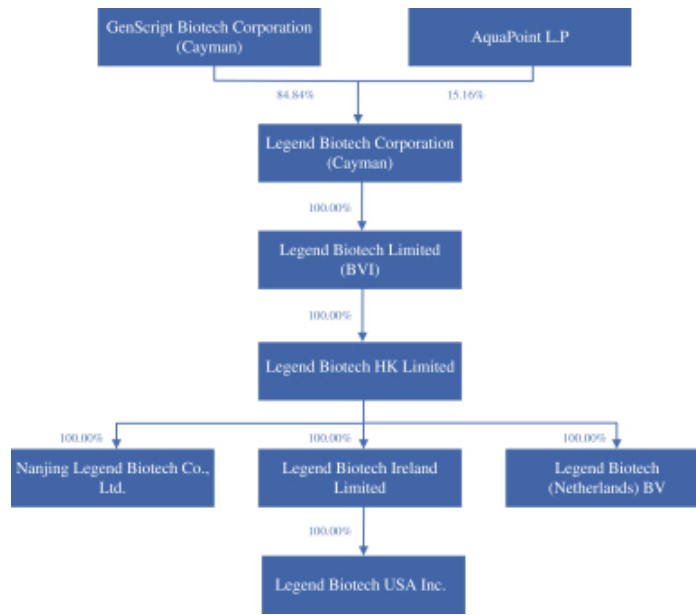 GenScript Biotech Corporation
(Cayman)
AquaPoint L.P
84.84%
15.16%
Legend Biotech Corporation
(Cayman)
100.00%
Legend Biotech Limited
(BVI)
100.00%
Legend Biotech HK Limited
100.00%
100.00%
100.00%
Nanjing Legend Biotech Co.,
Ltd.
Legend Biotech Ireland
Limited
Legend Biotech
(Netherlands) BV
100.00%
Legend Biotech USA Inc.